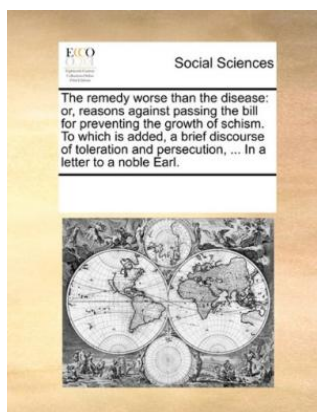 ECCO
Social Sciences
The remedy worse than the disease:
or, reasons against passing the bill
for preventing the growth of schism.
To which is added, a brief discourse
of toleration and persecution, ... In a
letter to a noble Earl.